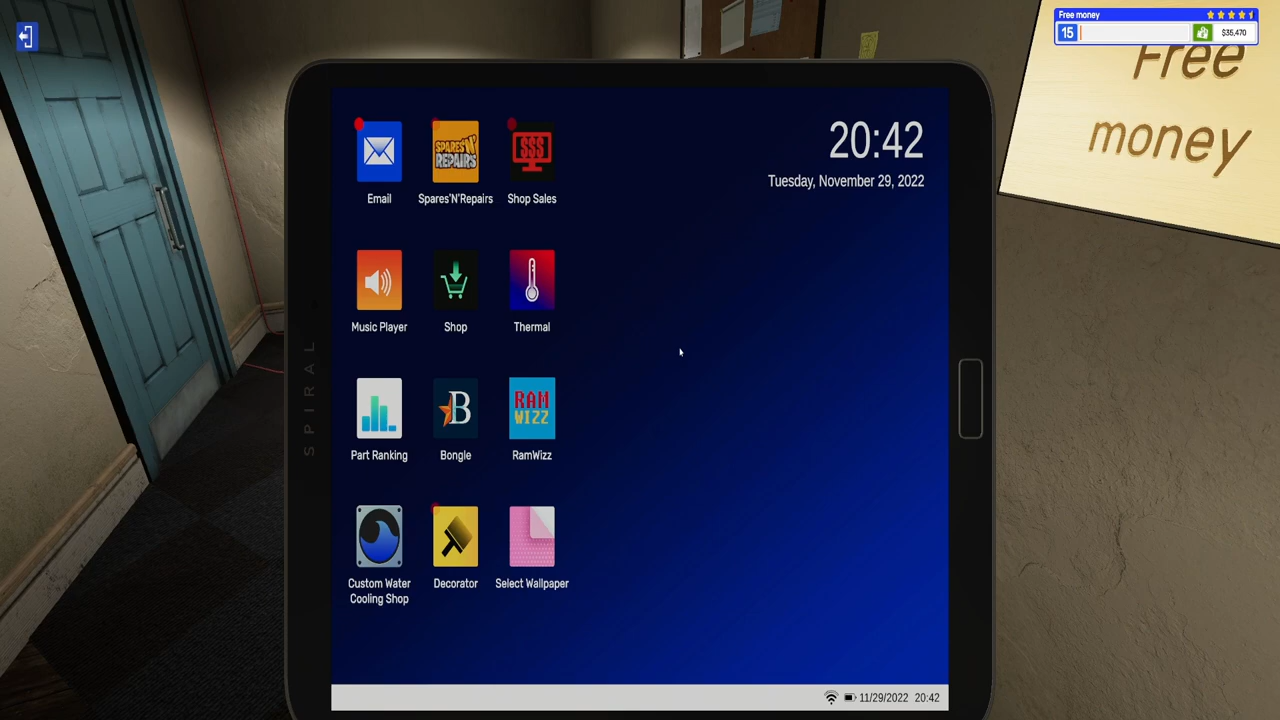 Free money
15
$35,470
Free
money
20:42
Tuesday, November 29, 2022
SPARES'N'
REPAIRS
$$$
Email
Spares'N'Repairs
Shop Sales
Music Player
Shop
Thermal
B
RAM
WIZZ
Part Ranking
Bongle
RamWizz
Custom Water
Cooling Shop
Decorator
Select Wallpaper
SPIRAL
11/29/2022 20:42